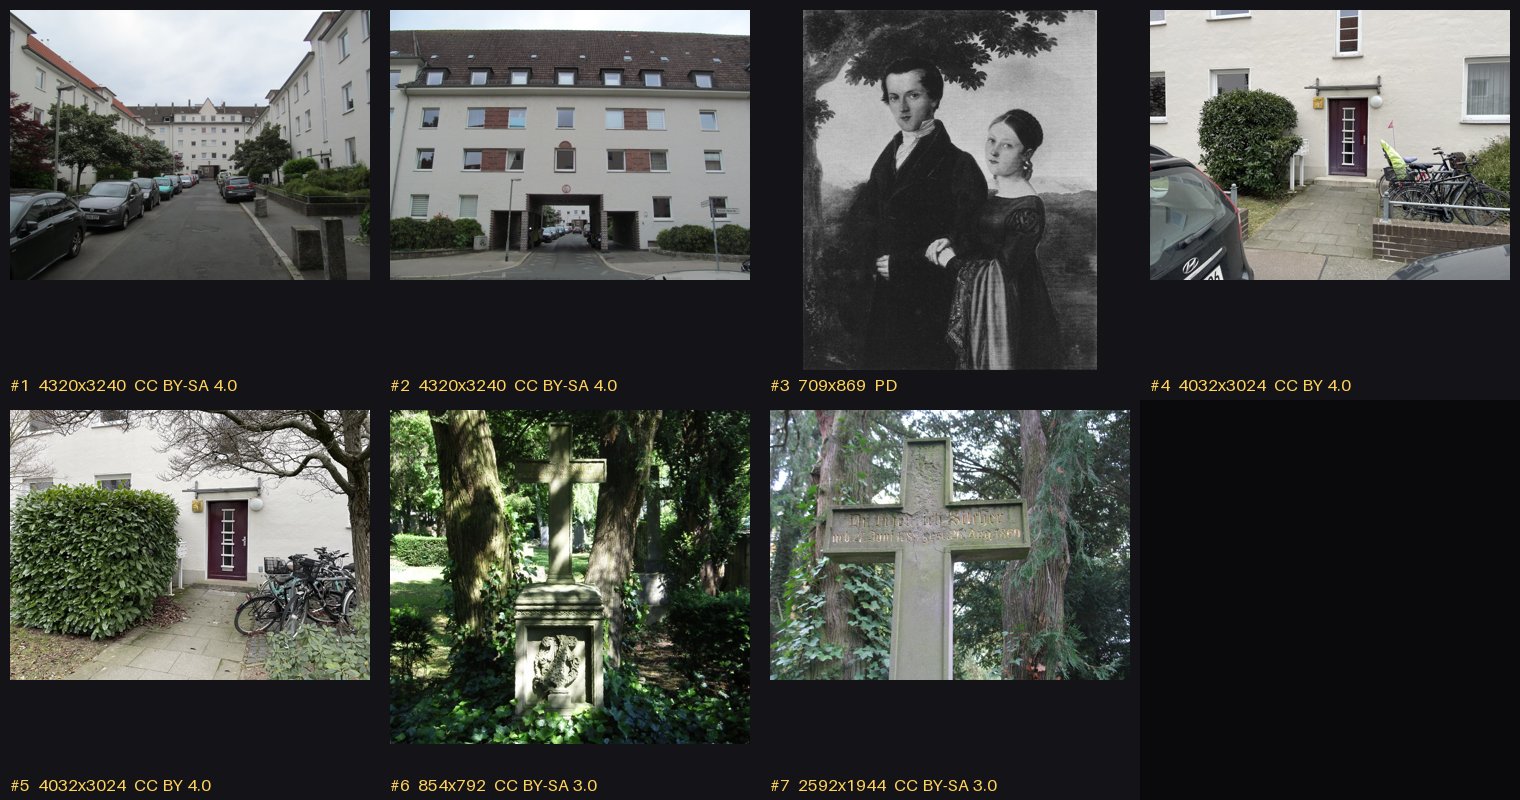 #1 4320x3240 CC BY-SA 4.0
#2 4320x3240 CC BY-SA 4.0
#3 709x869 PD
#4 4032x3024 CC BY 4.0
#5 4032x3024 CC BY 4.0
#6 854x792 CC BY-SA 3.0
#7 2592x1944 CC BY-SA 3.0